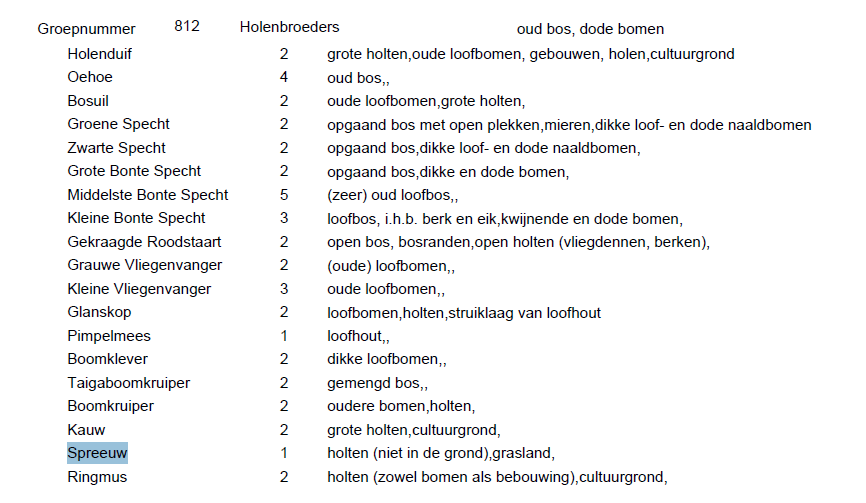 Groepnummer 812 Holenbroeders oud bos, dode bomen
Holenduif 2 grote holten,oude loofbomen, gebouwen, holen,cultuurgrond
Oehoe 4 oud bos,,
Bosuil 2 oude loofbomen,grote holten,
Groene Specht 2 opgaand bos met open plekken,mieren,dikke loof- en dode naaldbomen
Zwarte Specht 2 opgaand bos,dikke loof- en dode naaldbomen,
Grote Bonte Specht 2 opgaand bos,dikke en dode bomen,
Middelste Bonte Specht 5 (zeer) oud loofbos,,
Kleine Bonte Specht 3 loofbos, i.h.b. berk en eik,kwijnende en dode bomen,
Gekraagde Roodstaart 2 open bos, bosranden,open holten (vliegdennen, berken),
Grauwe Vliegenvanger 2 (oude) loofbomen,,
Kleine Vliegenvanger 3 oude loofbomen,,
Glanskop 2 loofbomen,holten,struiklaag van loofhout
Pimpelmees 1 loofhout,,
Boomklever 2 dikke loofbomen,,
Taigaboomkruiper 2 gemengd bos,,
Boomkruiper 2 oudere bomen,holten,
Kauw 2 grote holten,cultuurgrond,
Spreeuw 1 holten (niet in de grond),grasland,
Ringmus 2 holten (zowel bomen als bebouwing),cultuurgrond,